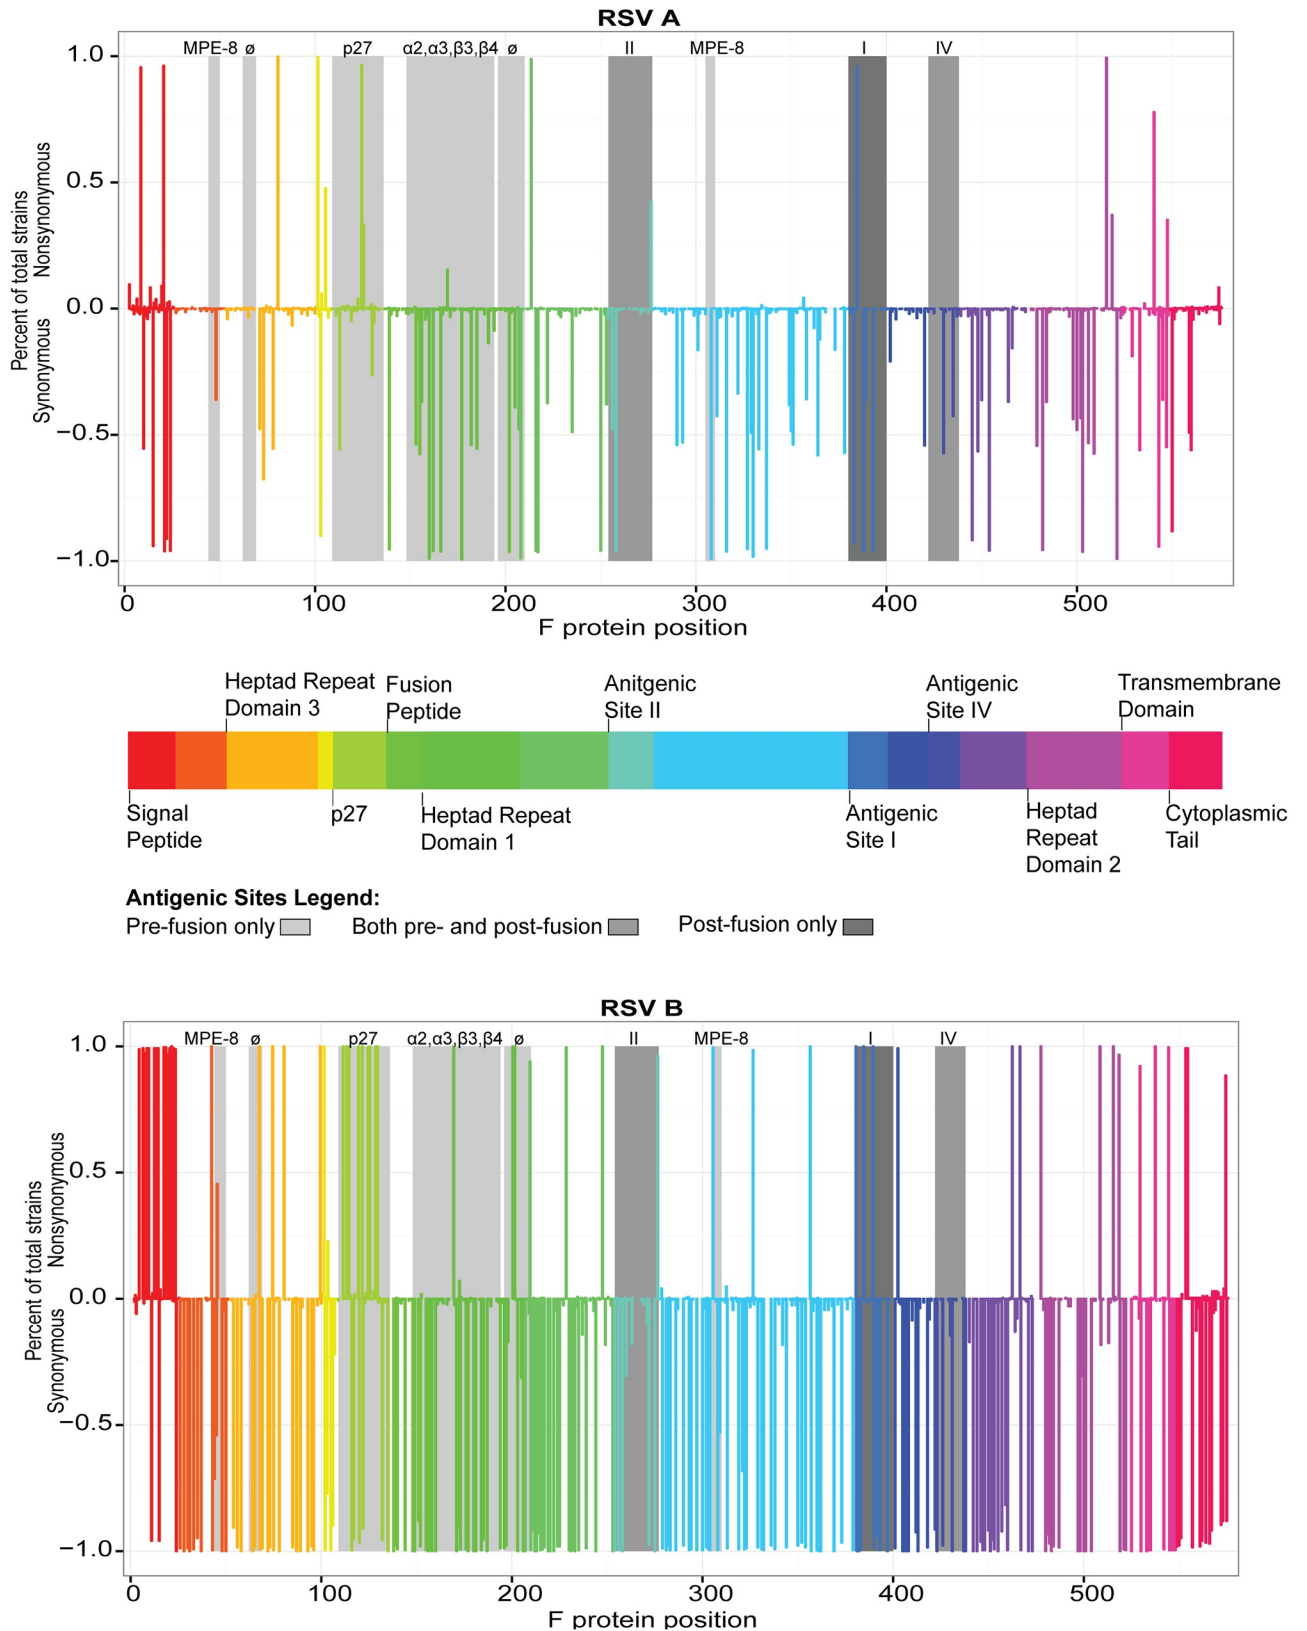 RSV A
MPE-8 ø p27 α2,α3,β3,β4 ø II MPE-8 I IV
1.0
0.5
0.0
−0.5
−1.0
Percent of total strains
Synonymous Nonsynonymous
0 100 200 300 400 500
F protein position
Heptad Repeat Domain 3
Fusion Peptide
Anitgenic Site II
Antigenic Site IV
Transmembrane Domain
Signal Peptide
p27
Heptad Repeat Domain 1
Antigenic Site I
Heptad Repeat Domain 2
Cytoplasmic Tail
Antigenic Sites Legend:
Pre-fusion only Both pre- and post-fusion Post-fusion only
RSV B
MPE-8 ø p27 α2,α3,β3,β4 ø II MPE-8 I IV
1.0
0.5
0.0
−0.5
−1.0
Percent of total strains
Synonymous Nonsynonymous
0 100 200 300 400 500
F protein position